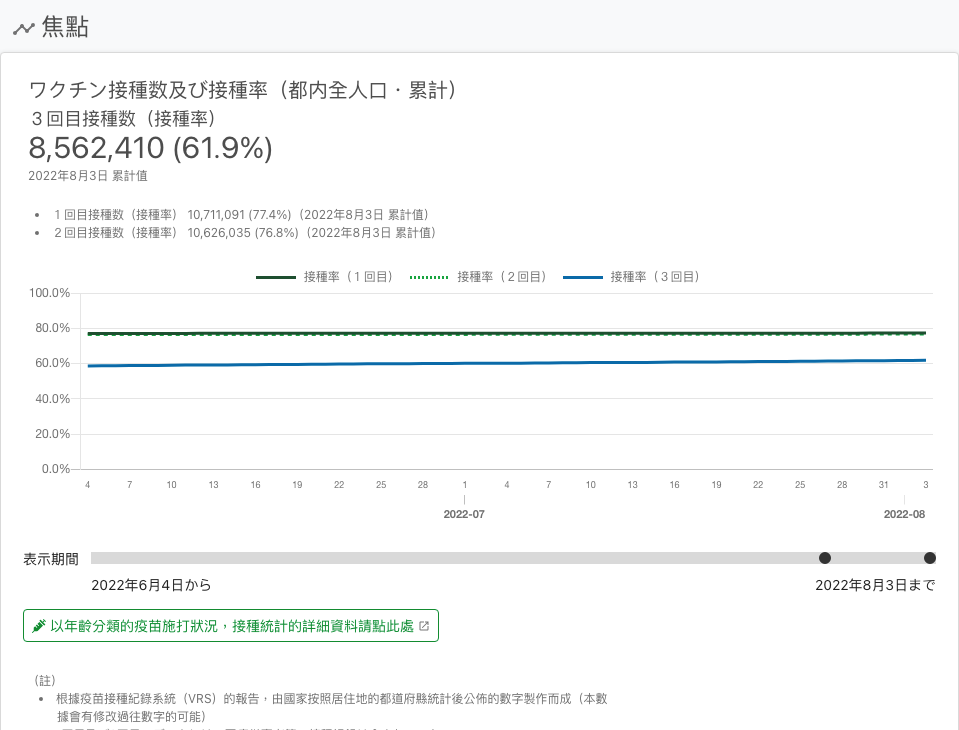 焦點
ワクチン接種数及び接種率（都内全人口・累計）
３回目接種数（接種率）
8,562,410 (61.9%)
2022年8月3日 累計值
• １回目接種数（接種率） 10,711,091 (77.4%)（2022年8月3日 累計值）
• ２回目接種数（接種率） 10,626,035 (76.8%)（2022年8月3日 累計值）
接種率（１回目） 接種率（２回目） 接種率（３回目）
100.0%
80.0%
60.0%
40.0%
20.0%
0.0%
4 7 10 13 16 19 22 25 28 1 4 7 10 13 16 19 22 25 28 31 3
2022-07 2022-08
表示期間
2022年6月4日から 2022年8月3日まで
以年齡分類的疫苗施打狀況，接種統計的詳細資料請點此處
（註）
• 根據疫苗接種紀錄系統（VRS）的報告，由國家按照居住地的都道府縣統計後公佈的數字製作而成（本數
據會有修改過往數字的可能）